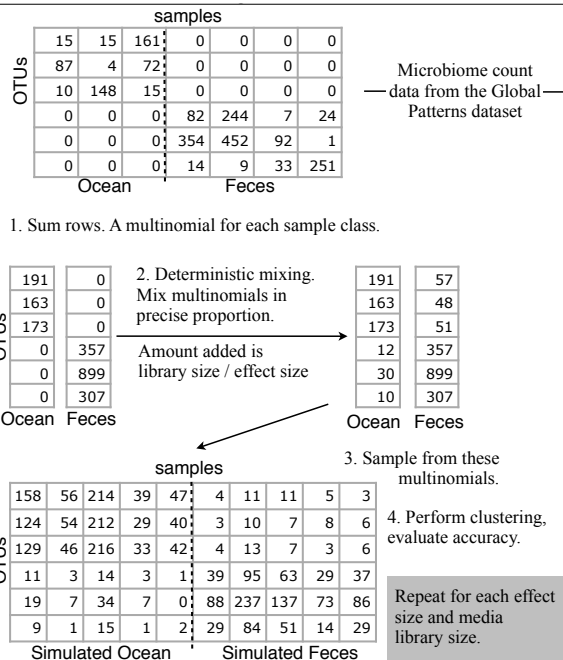 samples
OTUs
15 15 161 0 0 0 0
87 4 72 0 0 0 0
10 148 15 0 0 0 0
0 0 0 82 244 7 24
0 0 0 354 452 92 1
0 0 0 14 9 33 251
Ocean Feces
Microbiome count
data from the Global
Patterns dataset
1. Sum rows. A multinomial for each sample class.
OTUs
191 0
163 0
173 0
0 357
0 899
0 307
Ocean Feces
2. Deterministic mixing.
Mix multinomials in
precise proportion.
Amount added is
library size / effect size
191 57
163 48
173 51
12 357
30 899
10 307
Ocean Feces
3. Sample from these
multinomials.
4. Perform clustering,
evaluate accuracy.
Repeat for each effect
size and media
library size.
samples
OTUs
158 56 214 39 47 4 11 11 5 3
124 54 212 29 40 3 10 7 8 6
129 46 216 33 42 4 13 7 3 6
11 3 14 3 1 39 95 63 29 37
19 7 34 7 0 88 237 137 73 86
9 1 15 1 2 29 84 51 14 29
Simulated Ocean Simulated Feces